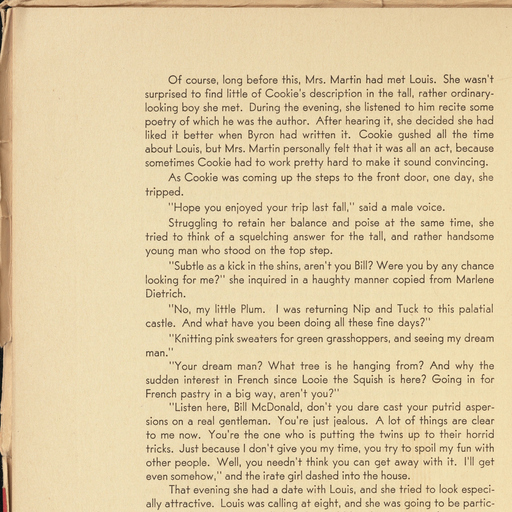 Of course, long before this, Mrs. Martin had met Louis. She wasn't
surprised to find little of Cookie's description in the tall, rather ordinary-
looking boy she met. During the evening, she listened to him recite some
poetry of which he was the author. After hearing it, she decided she had
liked it better when Byron had written it. Cookie gushed all the time
about Louis, but Mrs. Martin personally felt that it was all an act, because
sometimes Cookie had to work pretty hard to make it sound convincing.
As Cookie was coming up the steps to the front door, one day, she
tripped.
"Hope you enjoyed your trip last fall," said a male voice.
Struggling to retain her balance and poise at the same time, she
tried to think of a squelching answer for the tall, and rather handsome
young man who stood on the top step.
"Subtle as a kick in the shins, aren't you Bill? Were you by any chance
looking for me?" she inquired in a haughty manner copied from Marlene
Dietrich.
"No, my little Plum. I was returning Nip and Tuck to this palatial
castle. And what have you been doing all these fine days?"
"Knitting pink sweaters for green grasshoppers, and seeing my dream
man."
"Your dream man? What tree is he hanging from? And why the
sudden interest in French since Looie the Squish is here? Going in for
French pastry in a big way, aren't you?"
"Listen here, Bill McDonald, don't you dare cast your putrid asper-
sions on a real gentleman. You're just jealous. A lot of things are clear
to me now. You're the one who is putting the twins up to their horrid
tricks. Just because I don't give you my time, you try to spoil my fun with
other people. Well, you needn't think you can get away with it. I'll get
even somehow," and the irate girl dashed into the house.
That evening she had a date with Louis, and she tried to look especi-
ally attractive. Louis was calling at eight, and she was going to be partic-